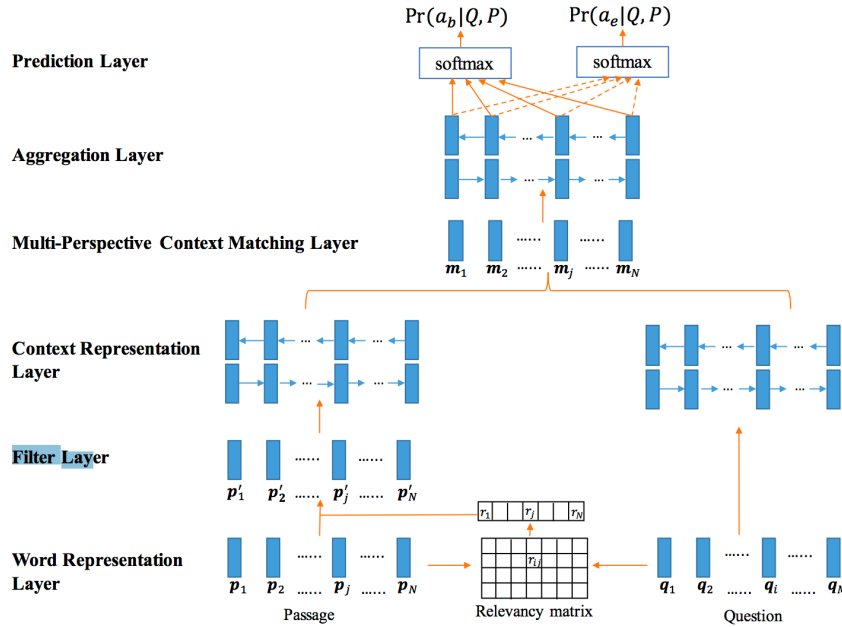 Pr(a_b|Q, P) Pr(a_e|Q, P)
Prediction Layer softmax softmax
Aggregation Layer ... ...
... ...
Multi-Perspective Context Matching Layer ...... ......
m_1 m_2 ...... m_j ...... m_N
Context Representation ... ... ... ...
Layer ... ... ... ...
Filter Layer ...... ......
p'_1 p'_2 ...... p'_j ...... p'_N
r_1 r_j r_N
Word Representation ...... ...... r_ij ...... ......
Layer p_1 p_2 ...... p_j ...... p_N q_1 q_2 ...... q_i ...... q_M
Passage Relevancy matrix Question